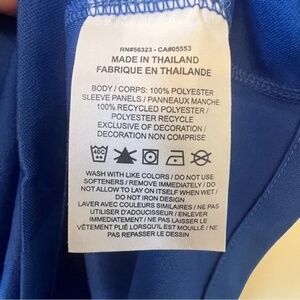 RN#56323 - CA#05553
MADE IN THAILAND
FABRIQUE EN THAILANDE
BODY / CORPS: 100% POLYESTER
SLEEVE PANELS / PANNEAUX MANCHE
100% RECYCLED POLYESTER /
POLYESTER RECYCLE
EXCLUSIVE OF DECORATION /
DECORATION NON COMPRISE
40C
WASH WITH LIKE COLORS / DO NOT USE
SOFTENERS / REMOVE IMMEDIATELY / DO
NOT ALLOW TO LAY ON ITSELF WHEN WET /
DO NOT IRON DESIGN
LAVER AVEC COULEURS SIMILAIRES / NE PAS
UTILISER D'ADOUCISSEUR / ENLEVER
IMMEDIATEMENT / NE PAS LAISSER LE
VÊTEMENT PLIÉ LORSQU'IL EST MOUILLÉ / NE
PAS REPASSER LE DESSIN